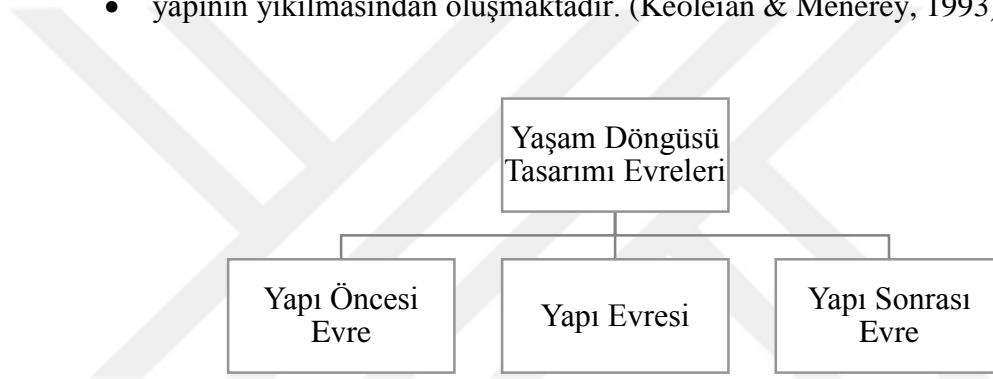 • yapının yıkılmasından oluşmaktadır. (Keoleian & Menerey, 1993)
Yaşam Döngüsü
Tasarımı Evreleri
Yapı Öncesi
Evre
Yapı Evresi
Yapı Sonrası
Evre